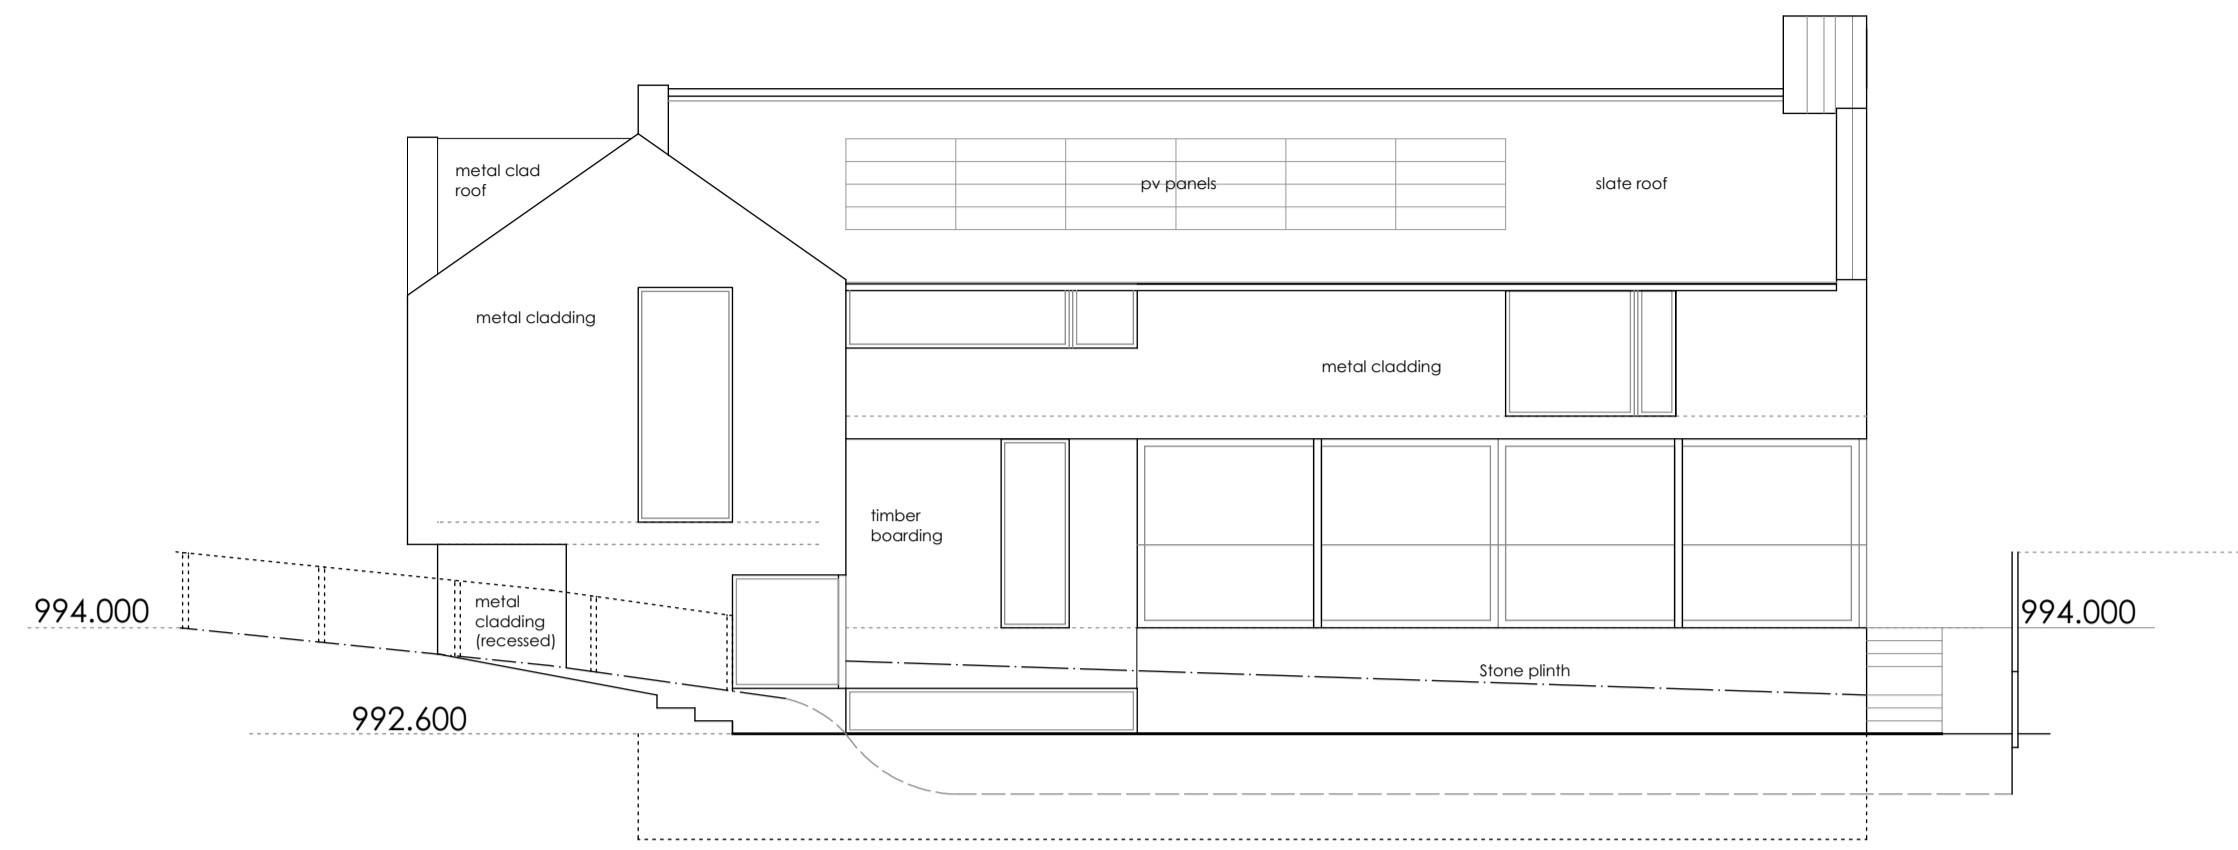 metal clad
roof
pv panels
slate roof
metal cladding
metal cladding
timber
boarding
metal
cladding
(recessed)
994.000
994.000
Stone plinth
992.600